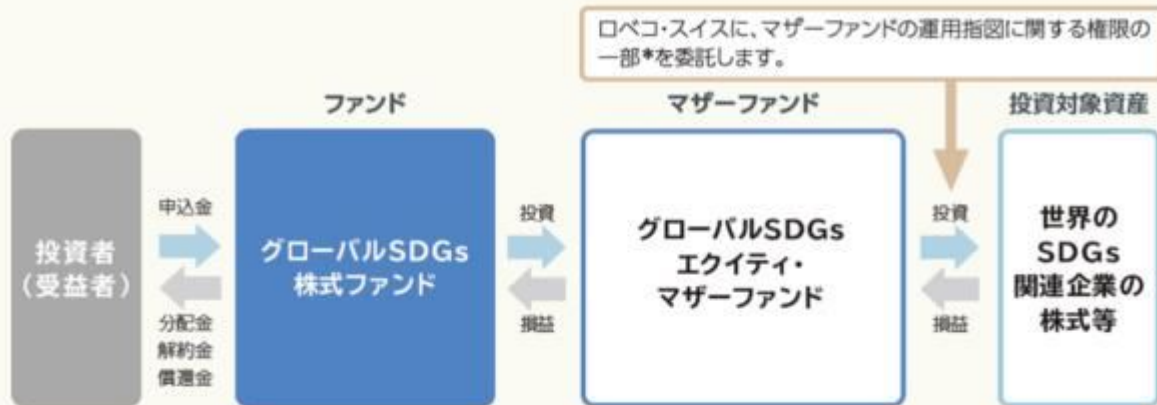 ロベコ・スイスに、マザーファンドの運用指図に関する権限の
一部*を委託します。
ファンド
マザーファンド
投資対象資産
投資者
(受益者)
申込金
分配金
解約金
償還金
グローバルSDGs
株式ファンド
投資
損益
グローバルSDGs
エクイティ・
マザーファンド
投資
損益
世界の
SDGs
関連企業の
株式等